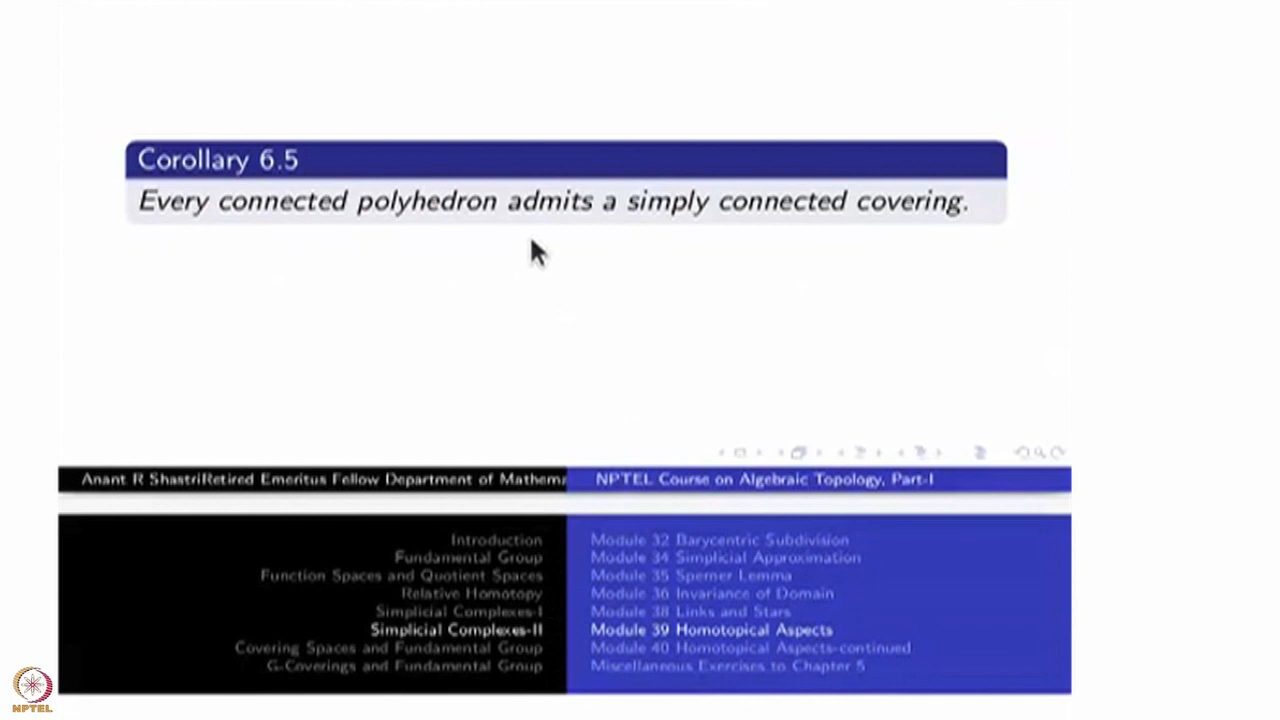 Corollary 6.5
Every connected polyhedron admits a simply connected covering.
Anant R ShastriRetired Emeritus Fellow Department of Mathema
NPTEL Course on Algebraic Topology, Part-I
Introduction
Fundamental Group
Function Spaces and Quotient Spaces
Relative Homotopy
Simplicial Complexes-I
Simplicial Complexes-II
Covering Spaces and Fundamental Group
G-Coverings and Fundamental Group
Module 32 Barycentric Subdivision
Module 34 Simplicial Approximation
Module 35 Sperner Lemma
Module 36 Invariance of Domain
Module 38 Links and Stars
Module 39 Homotopical Aspects
Module 40 Homotopical Aspects-continued
Miscellaneous Exercises to Chapter 5
NPTEL